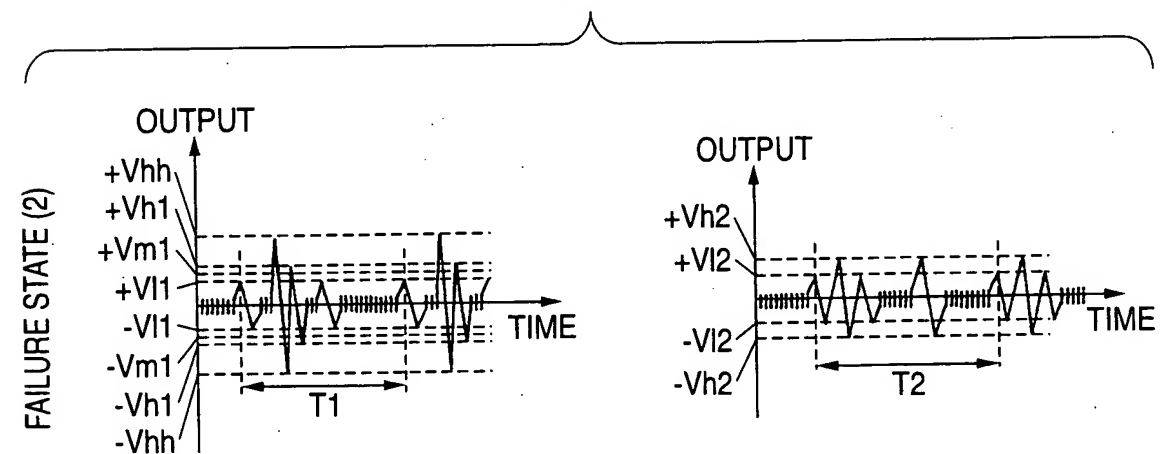 FAILURE STATE (2)
OUTPUT
+Vhh
+Vh1
+Vm1
+Vl1
-Vl1
-Vm1
-Vh1
-Vhh
TIME
T1
OUTPUT
+Vh2
+Vl2
-Vl2
-Vh2
TIME
T2